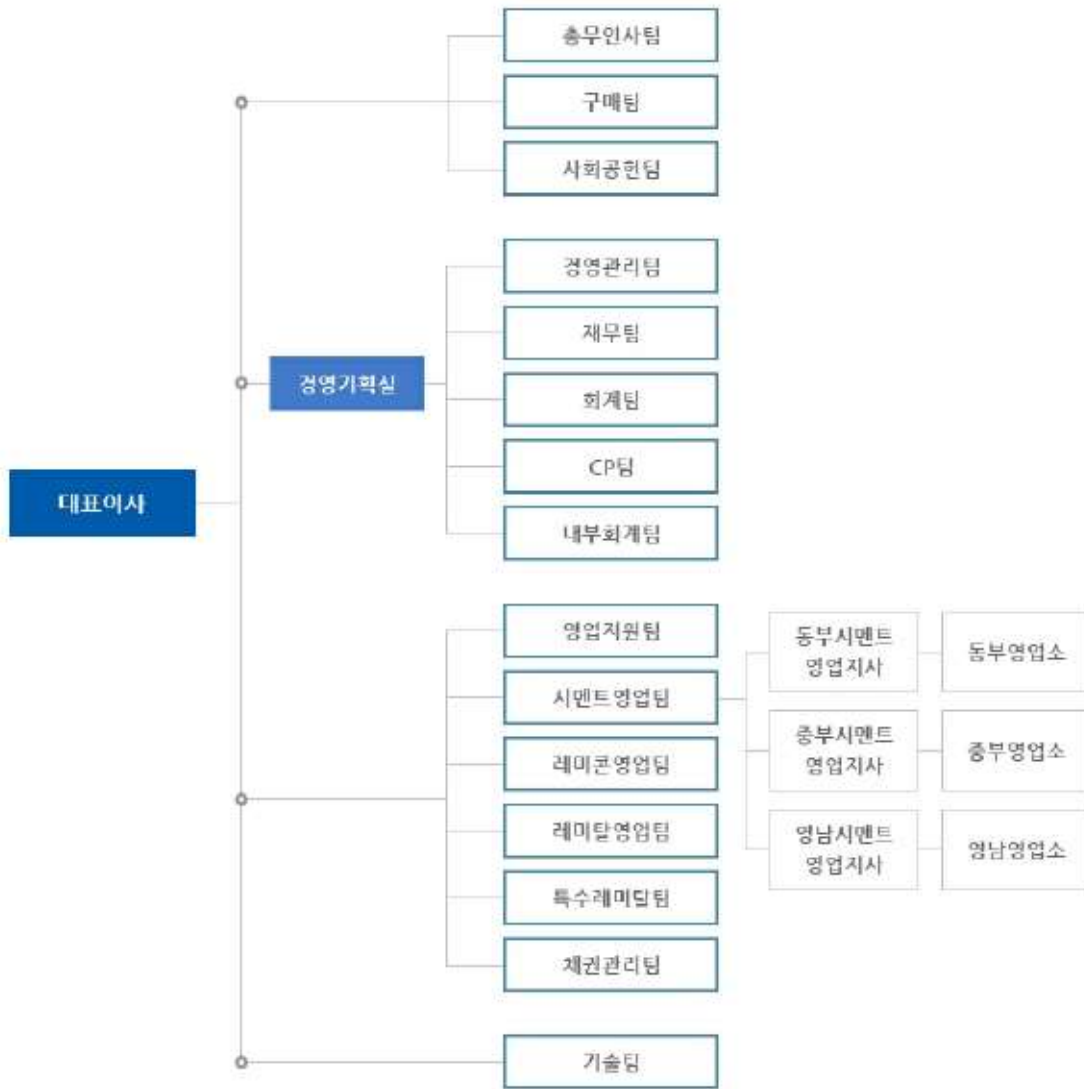 총무인사팀
구매팀
사회공헌팀
경영관리팀
재무팀
경영기획실
회계팀
CP팀
대표이사
내부회계팀
영업지원팀
동부시멘트
영업지사
동부영업소
시멘트영업팀
중부시멘트
영업지사
중부영업소
레미콘영업팀
레미탈영업팀
영남시멘트
영업지사
영남영업소
특수레미탈팀
채권관리팀
기술팀